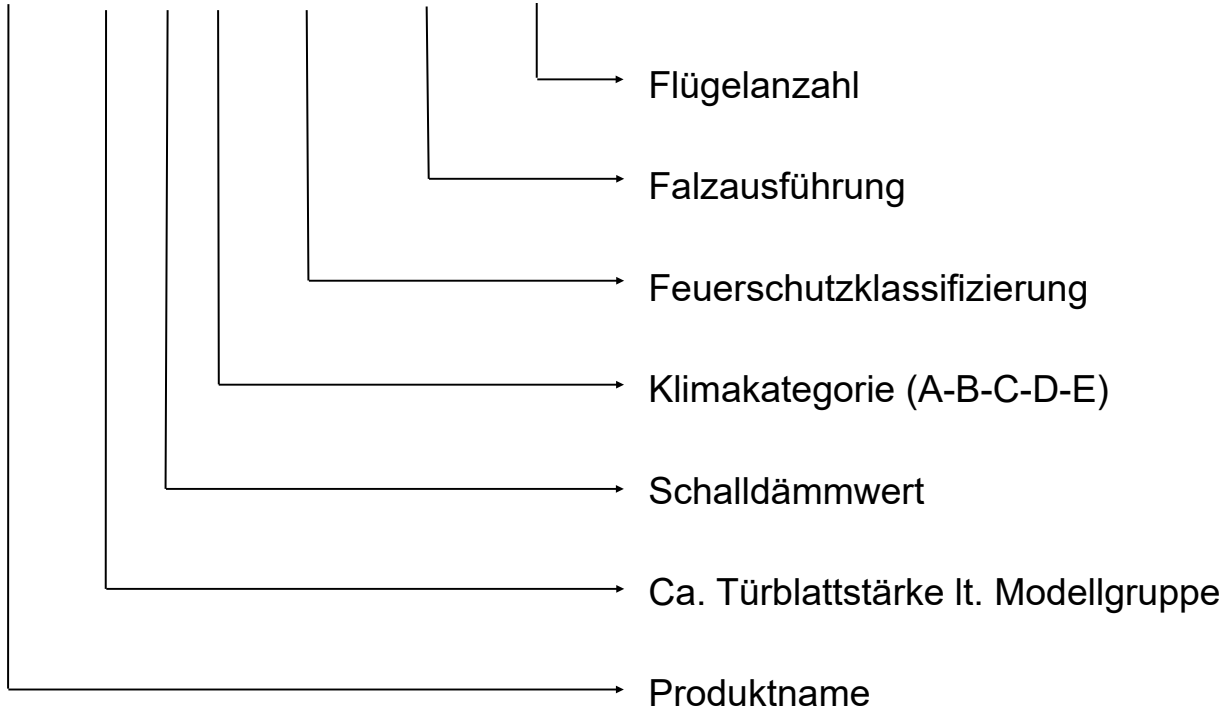 Flügelanzahl
Falzausführung
Feuerschutzklassifizierung
Klimakategorie (A-B-C-D-E)
Schalldämmwert
Ca. Türblattstärke lt. Modellgruppe
Produktname